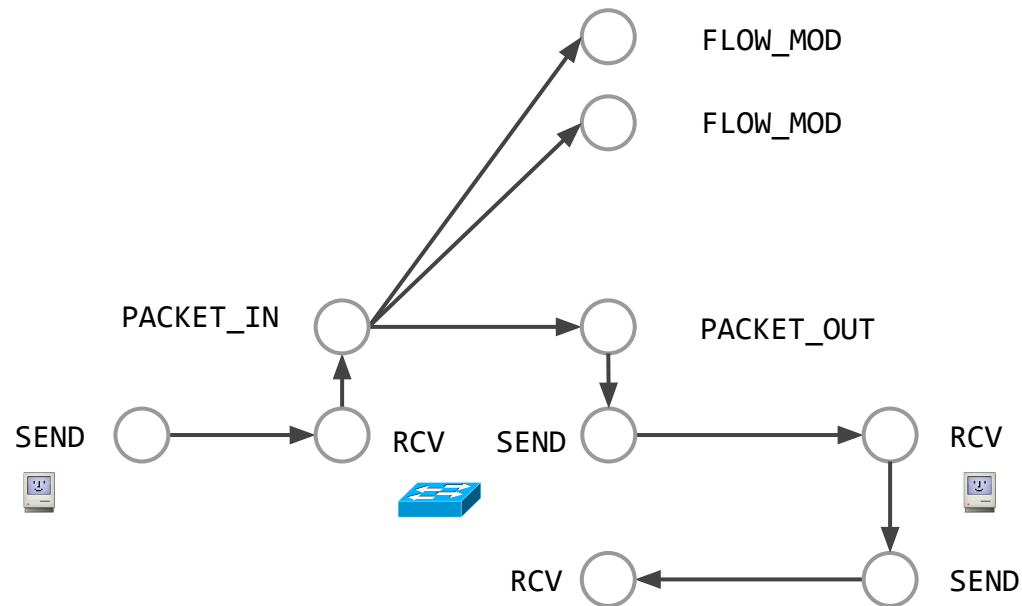 FLOW_MOD
FLOW_MOD
PACKET_IN
PACKET_OUT
SEND
RCV
SEND
RCV
RCV
SEND